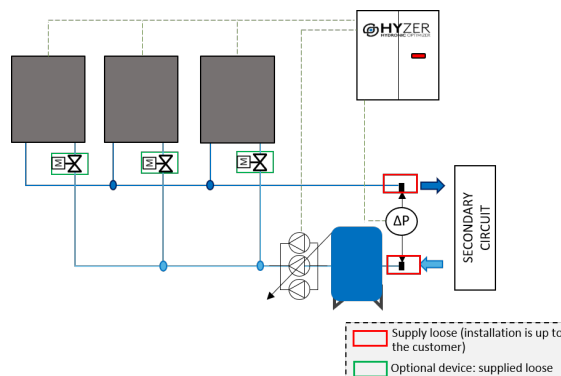 HYZER
HYDRONIC OPTIMIZER
M
M
M
ΔP
SECONDARY
CIRCUIT
Supply loose (installation is up to
the customer)
Optional device: supplied loose